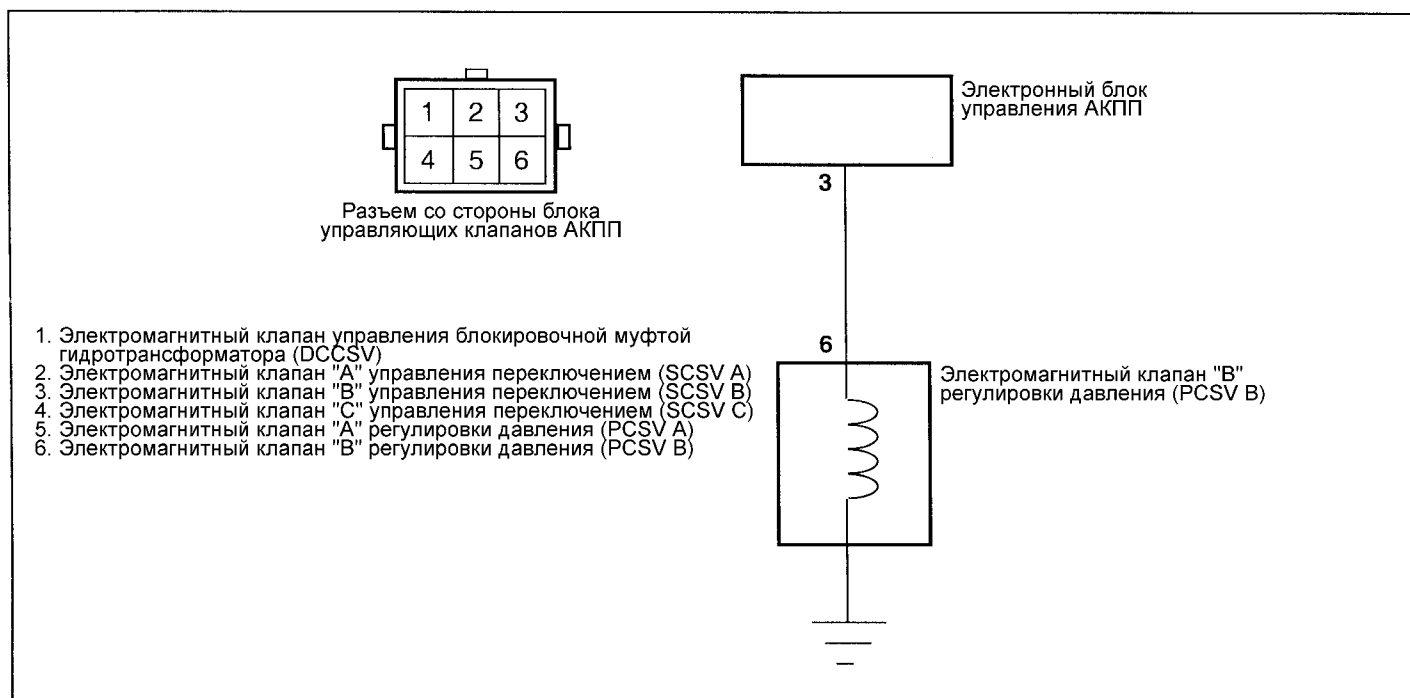 1 2 3
4 5 6
Разъем со стороны блока
управляющих клапанов АКПП
Электронный блок
управления АКПП
3
6
Электромагнитный клапан "В"
регулировки давления (PCSV B)
1. Электромагнитный клапан управления блокировочной муфтой
гидротрансформатора (DCCSV)
2. Электромагнитный клапан "А" управления переключением (SCSV A)
3. Электромагнитный клапан "В" управления переключением (SCSV B)
4. Электромагнитный клапан "С" управления переключением (SCSV C)
5. Электромагнитный клапан "А" регулировки давления (PCSV A)
6. Электромагнитный клапан "В" регулировки давления (PCSV B)